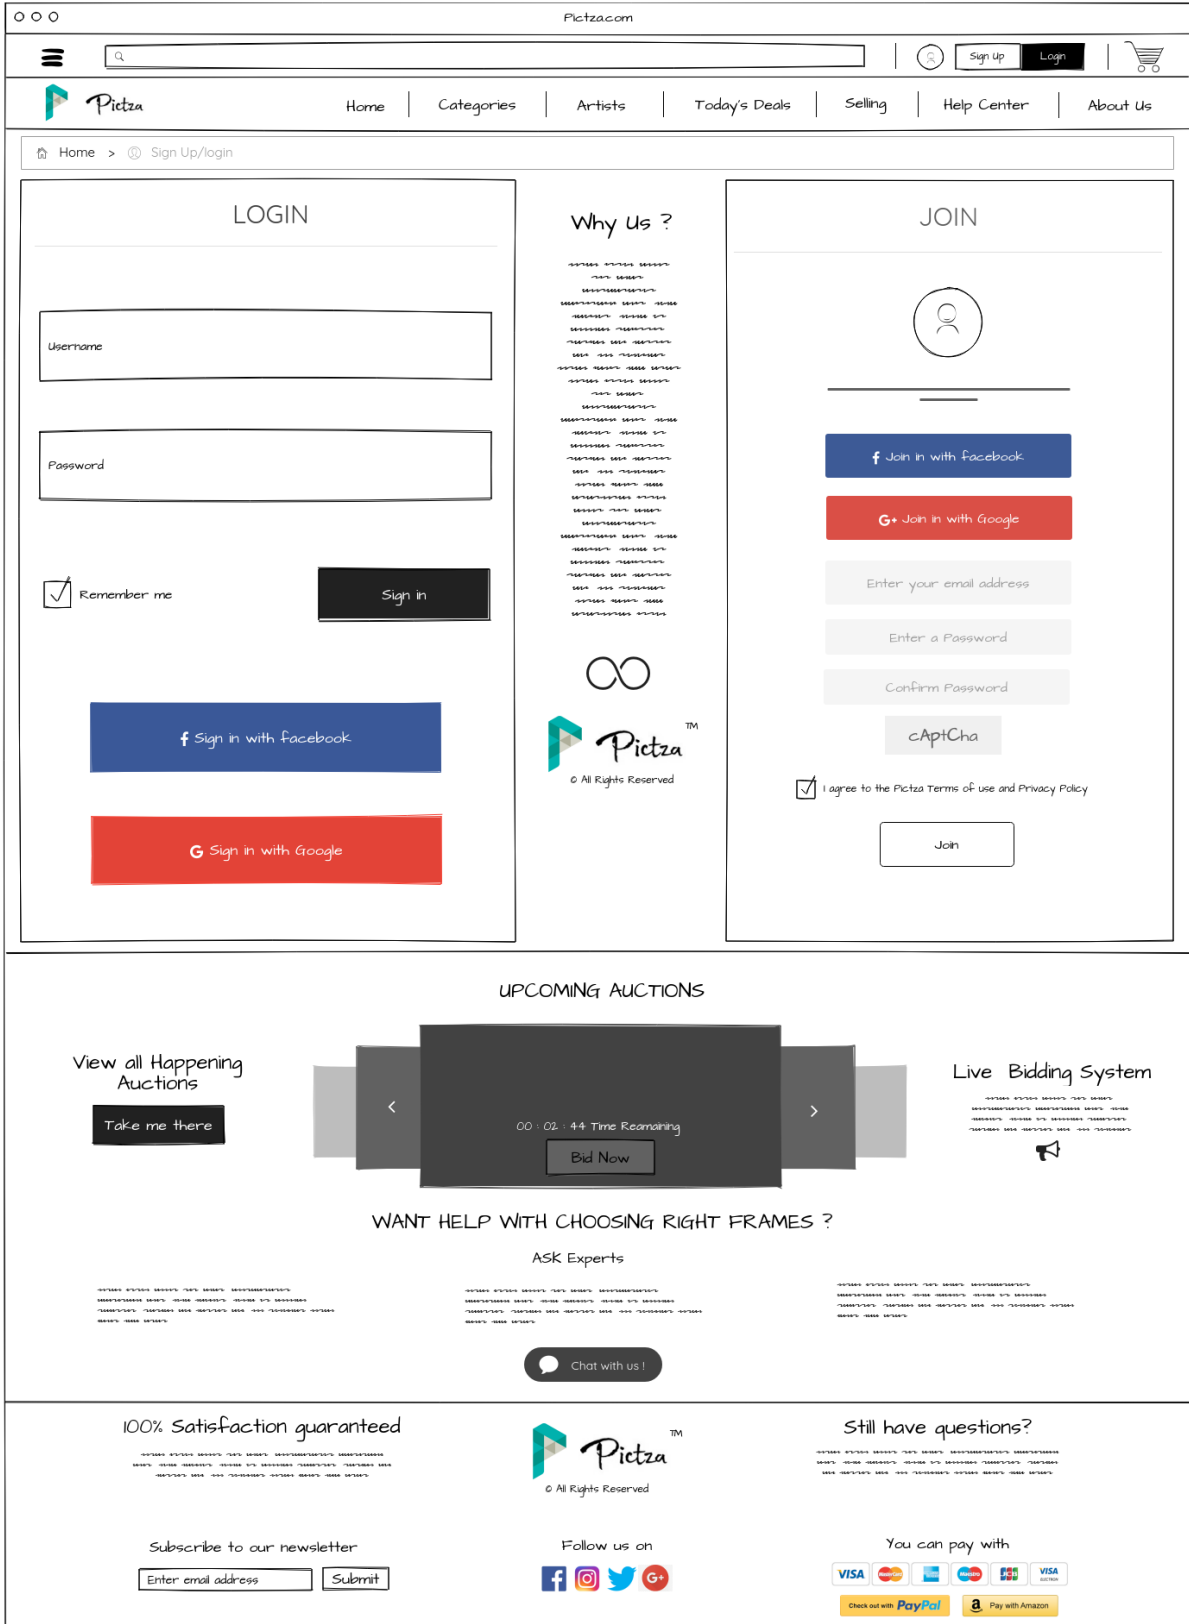 Pictza.com
Sign Up
Login
Pictza
Home
Categories
Artists
Today's Deals
Selling
Help Center
About Us
Home > Sign Up/login
LOGIN
Username
Password
Remember me
Sign in
Sign in with facebook
Sign in with Google
Why Us ?
Pictza TM
© All Rights Reserved
JOIN
Join in with facebook
G+ Join in with Google
Enter your email address
Enter a Password
Confirm Password
cAptCha
I agree to the Pictza Terms of use and Privacy Policy
Join
UPCOMING AUCTIONS
View all Happening
Auctions
Take me there
00 : 02 : 44 Time Reamaining
Bid Now
Live Bidding System
WANT HELP WITH CHOOSING RIGHT FRAMES ?
ASK Experts
Chat with us !
100% Satisfaction guaranteed
Pictza TM
© All Rights Reserved
Still have questions?
Subscribe to our newsletter
Enter email address
Submit
Follow us on
G+
You can pay with
VISA
MasterCard
Maestro
JCB
VISA
Check out with PayPal
Pay with Amazon